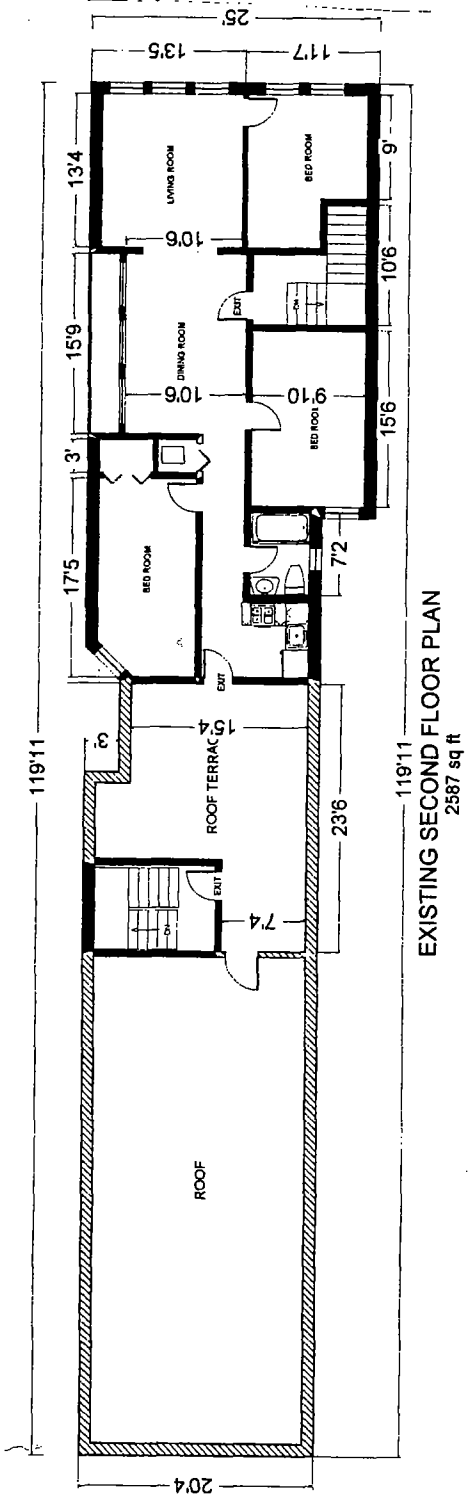 25'
13'5
11'7
119'11
13'4
LIVING ROOM
BED ROOM
9'
10'6
15'9
DINING ROOM
EXIT
DN
10'6
10'6
9'10
BED ROOM
15'6
3'
17'5
BED ROOM
7'2
EXIT
3'
15'4
ROOF TERRAC
23'6
EXIT
7'4
ROOF
119'11
20'4
EXISTING SECOND FLOOR PLAN
2587 sq ft